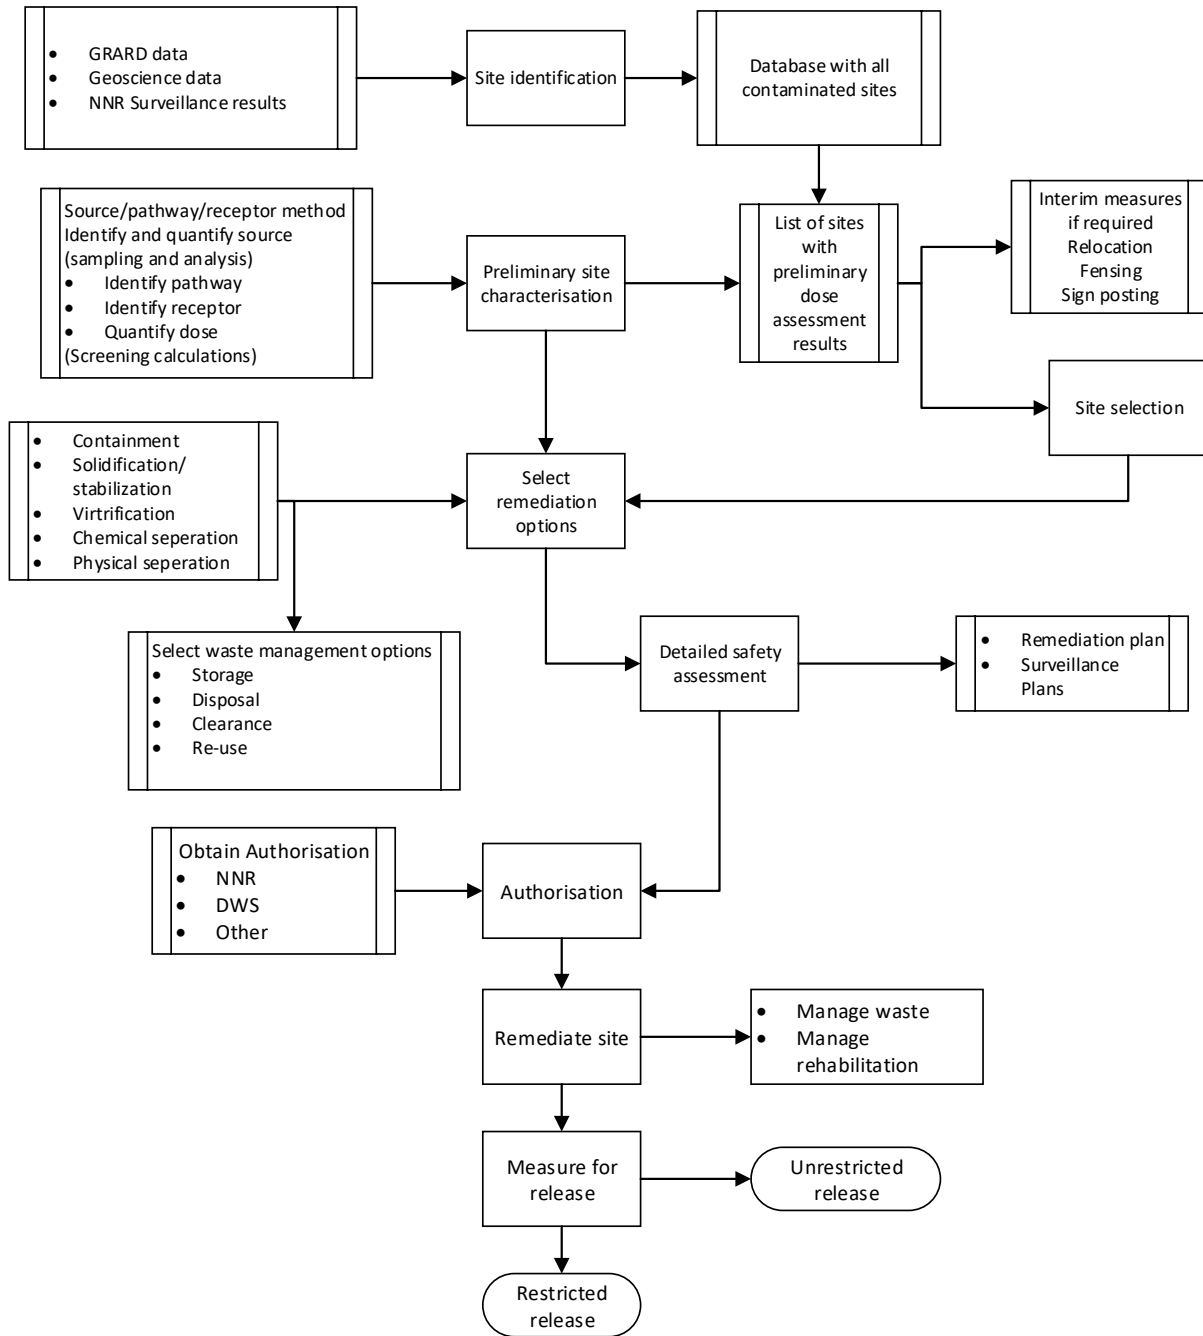 • GRARD data
• Geoscience data
• NNR Surveillance results
Site identification
Database with all
contaminated sites
Source/pathway/receptor method
Identify and quantify source
(sampling and analysis)
• Identify pathway
• Identify receptor
• Quantify dose
(Screening calculations)
Preliminary site
characterisation
List of sites
with
preliminary
dose
assessment
results
Interim measures
if required
Relocation
Fensing
Sign posting
Site selection
• Containment
• Solidification/
stabilization
• Virtrification
• Chemical seperation
• Physical seperation
Select
remediation
options
Select waste management options
• Storage
• Disposal
• Clearance
• Re-use
Detailed safety
assessment
• Remediation plan
• Surveillance
Plans
Obtain Authorisation
• NNR
• DWS
• Other
Authorisation
Remediate site
• Manage waste
• Manage
rehabilitation
Measure for
release
Unrestricted
release
Restricted
release